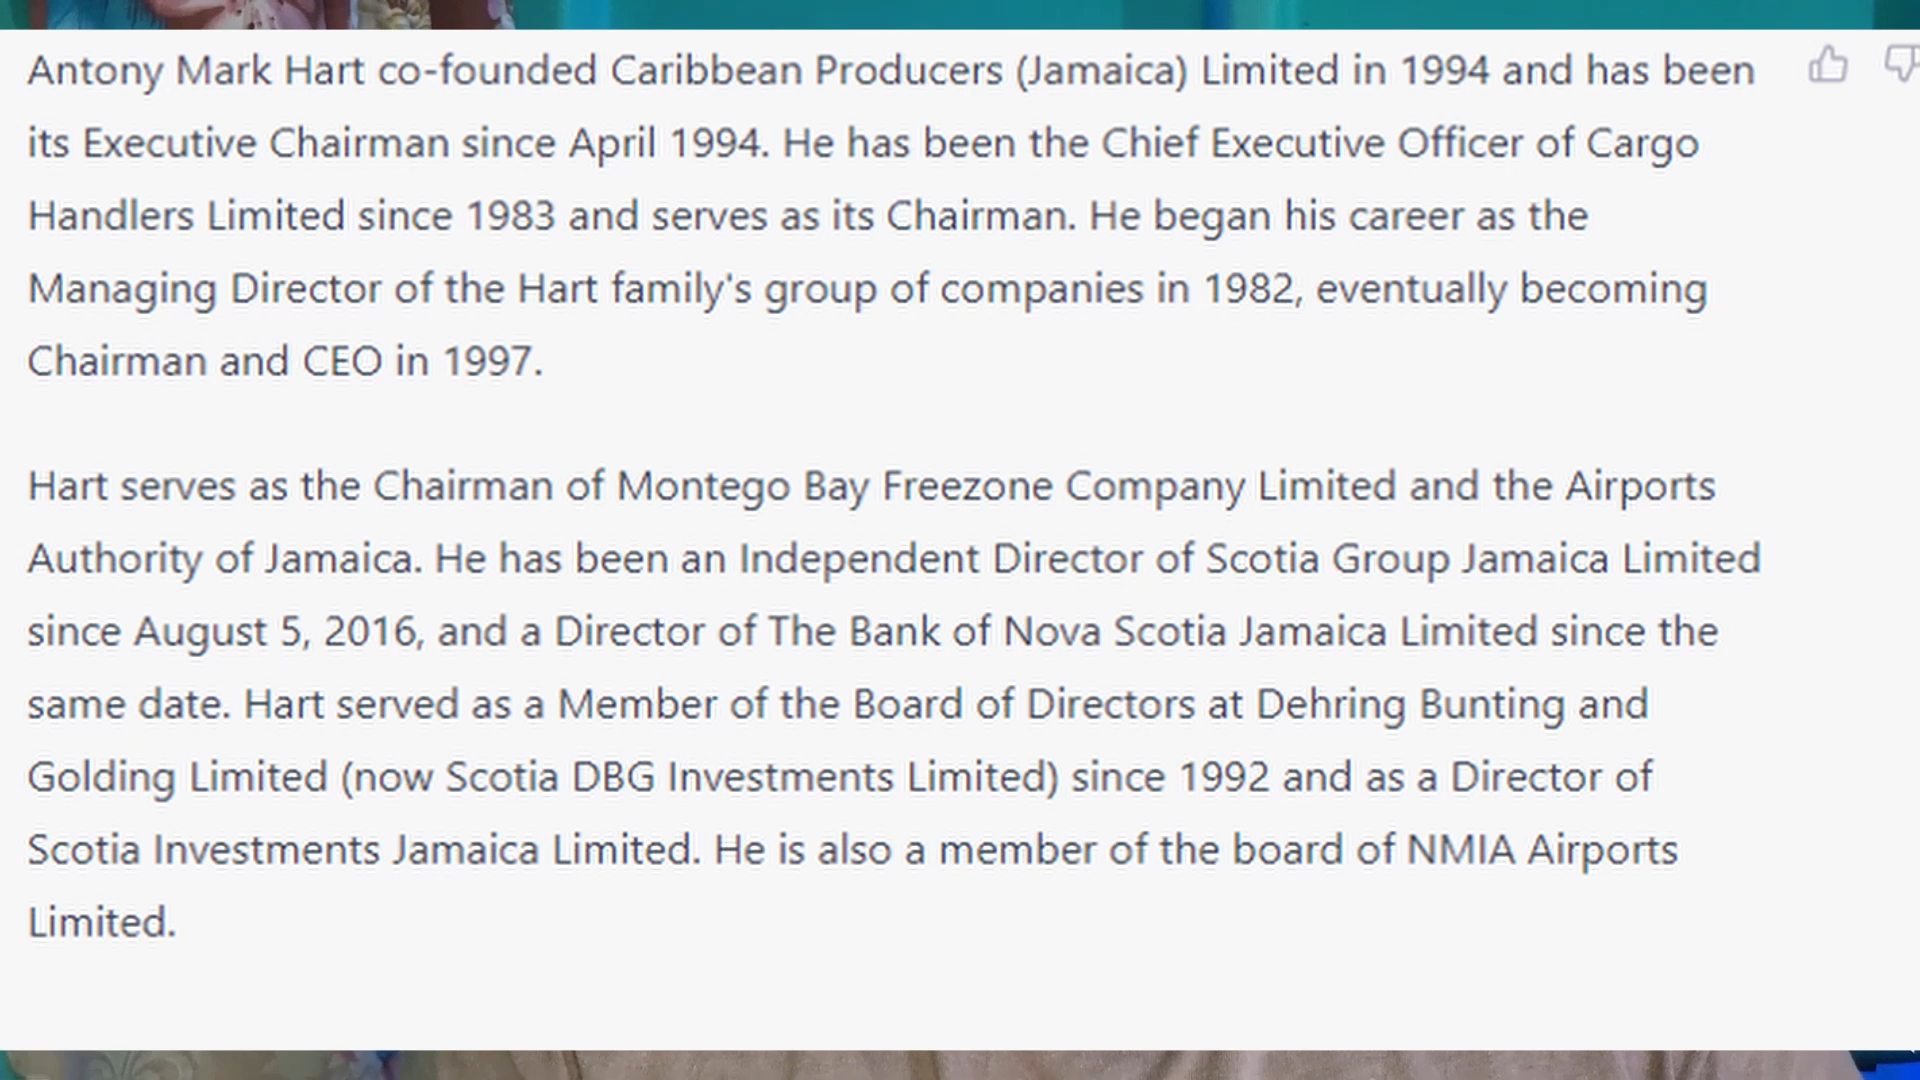 Antony Mark Hart co-founded Caribbean Producers (Jamaica) Limited in 1994 and has been
its Executive Chairman since April 1994. He has been the Chief Executive Officer of Cargo
Handlers Limited since 1983 and serves as its Chairman. He began his career as the
Managing Director of the Hart family's group of companies in 1982, eventually becoming
Chairman and CEO in 1997.
Hart serves as the Chairman of Montego Bay Freezone Company Limited and the Airports
Authority of Jamaica. He has been an Independent Director of Scotia Group Jamaica Limited
since August 5, 2016, and a Director of The Bank of Nova Scotia Jamaica Limited since the
same date. Hart served as a Member of the Board of Directors at Dehring Bunting and
Golding Limited (now Scotia DBG Investments Limited) since 1992 and as a Director of
Scotia Investments Jamaica Limited. He is also a member of the board of NMIA Airports
Limited.